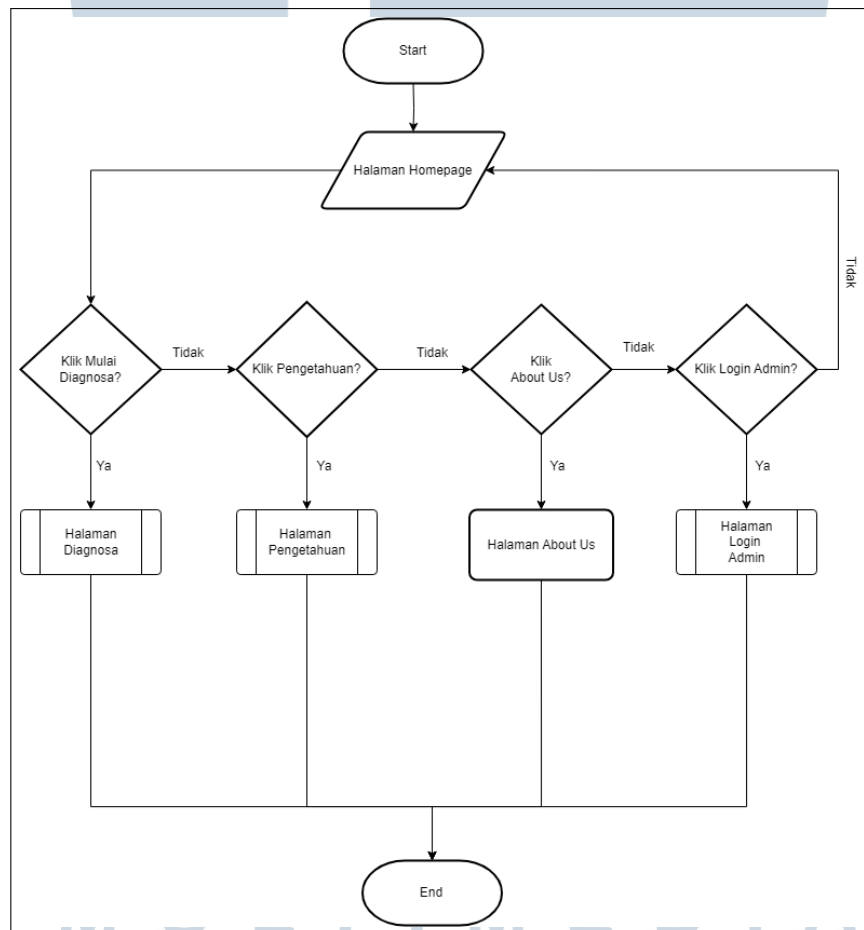 Start
Halaman Homepage
Tidak
Klik Mulai
Diagnosa?
Tidak
Klik Pengetahuan?
Tidak
Klik
About Us?
Tidak
Klik Login Admin?
Ya
Ya
Ya
Ya
Halaman
Diagnosa
Halaman
Pengetahuan
Halaman About Us
Halaman
Login
Admin
End